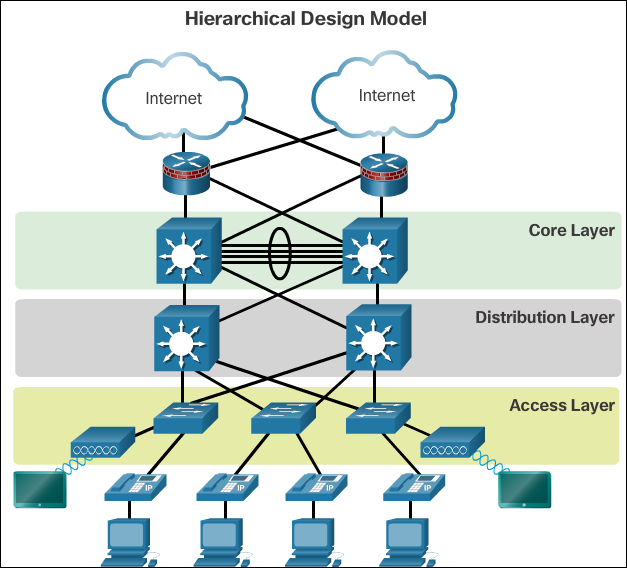 Hierarchical Design Model
Internet
Internet
Core Layer
Distribution Layer
Access Layer
IP
IP
IP
IP